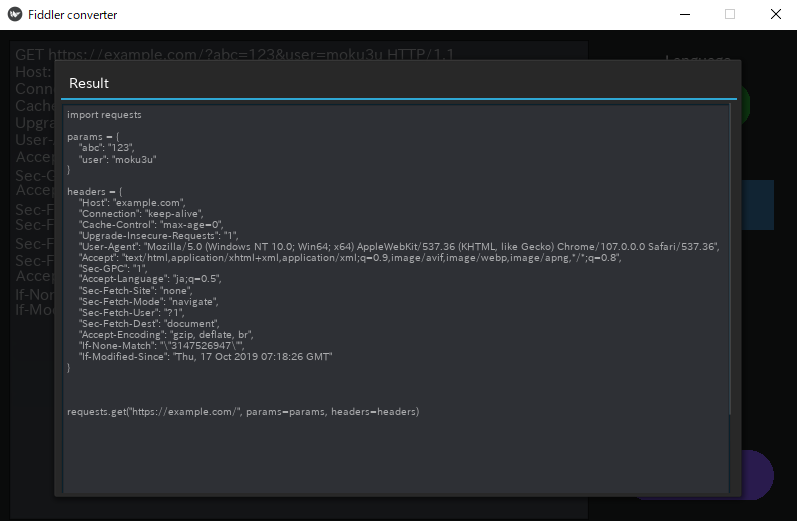 Fiddler converter
GET https://example.com/?abc=123&user=moku3u HTTP/1.1
Host:
Conn
Cache
Upgra
User-
Accep
Sec-G
Accep
Sec-F
Sec-F
Sec-F
Sec-F
Accep
If-Non
If-Mo
Language
Result
import requests
params = {
    "abc": "123",
    "user": "moku3u"
}
headers = {
    "Host": "example.com",
    "Connection": "keep-alive",
    "Cache-Control": "max-age=0",
    "Upgrade-Insecure-Requests": "1",
    "User-Agent": "Mozilla/5.0 (Windows NT 10.0; Win64; x64) AppleWebKit/537.36 (KHTML, like Gecko) Chrome/107.0.0.0 Safari/537.36",
    "Accept": "text/html,application/xhtml+xml,application/xml;q=0.9,image/avif,image/webp,image/apng,*/*;q=0.8",
    "Sec-GPC": "1",
    "Accept-Language": "ja;q=0.5",
    "Sec-Fetch-Site": "none",
    "Sec-Fetch-Mode": "navigate",
    "Sec-Fetch-User": "?1",
    "Sec-Fetch-Dest": "document",
    "Accept-Encoding": "gzip, deflate, br",
    "If-None-Match": "\"3147526947\"",
    "If-Modified-Since": "Thu, 17 Oct 2019 07:18:26 GMT"
}
requests.get("https://example.com/", params=params, headers=headers)